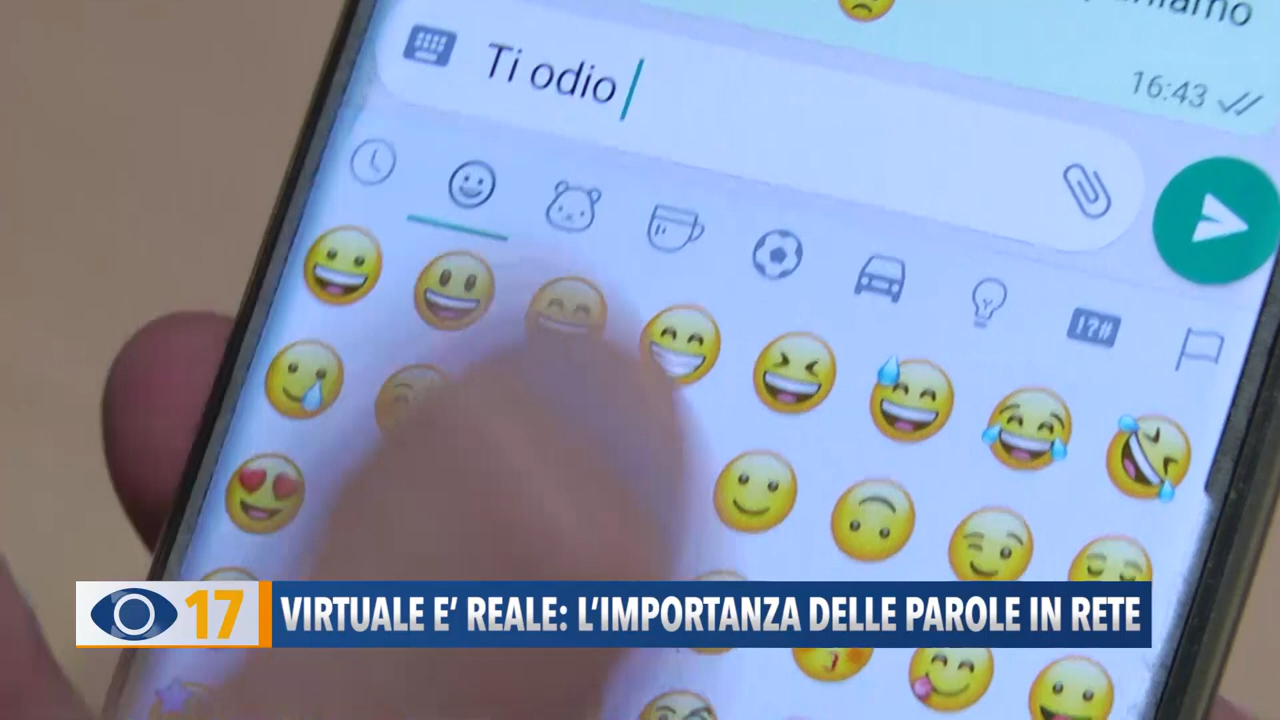 Ti odio
16:43
!?#
17
VIRTUALE E' REALE: L'IMPORTANZA DELLE PAROLE IN RETE